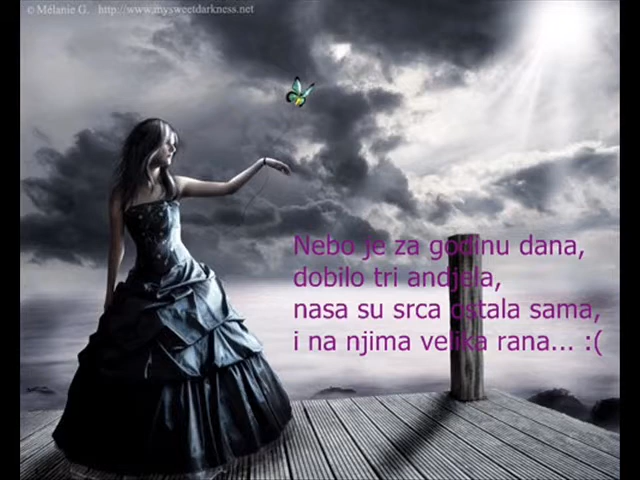 © Mélanie G. http://www.mysweetdarkness.net
Nebo je za godinu dana,
dobilo tri andjela,
nasa su srca ostala sama,
i na njima velika rana... :(